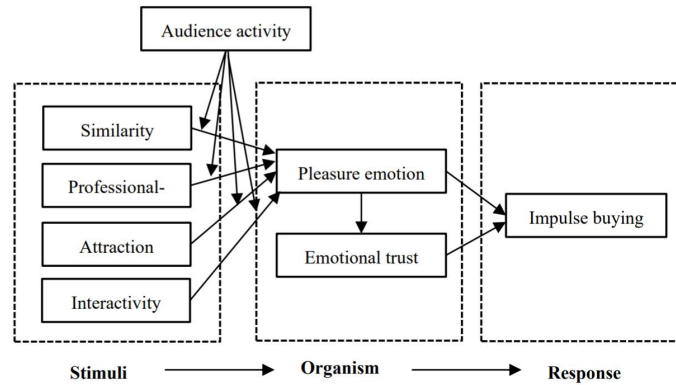 Audience activity
Similarity
Professional-
Attraction
Interactivity
Pleasure emotion
Emotional trust
Impulse buying
Stimuli
Organism
Response